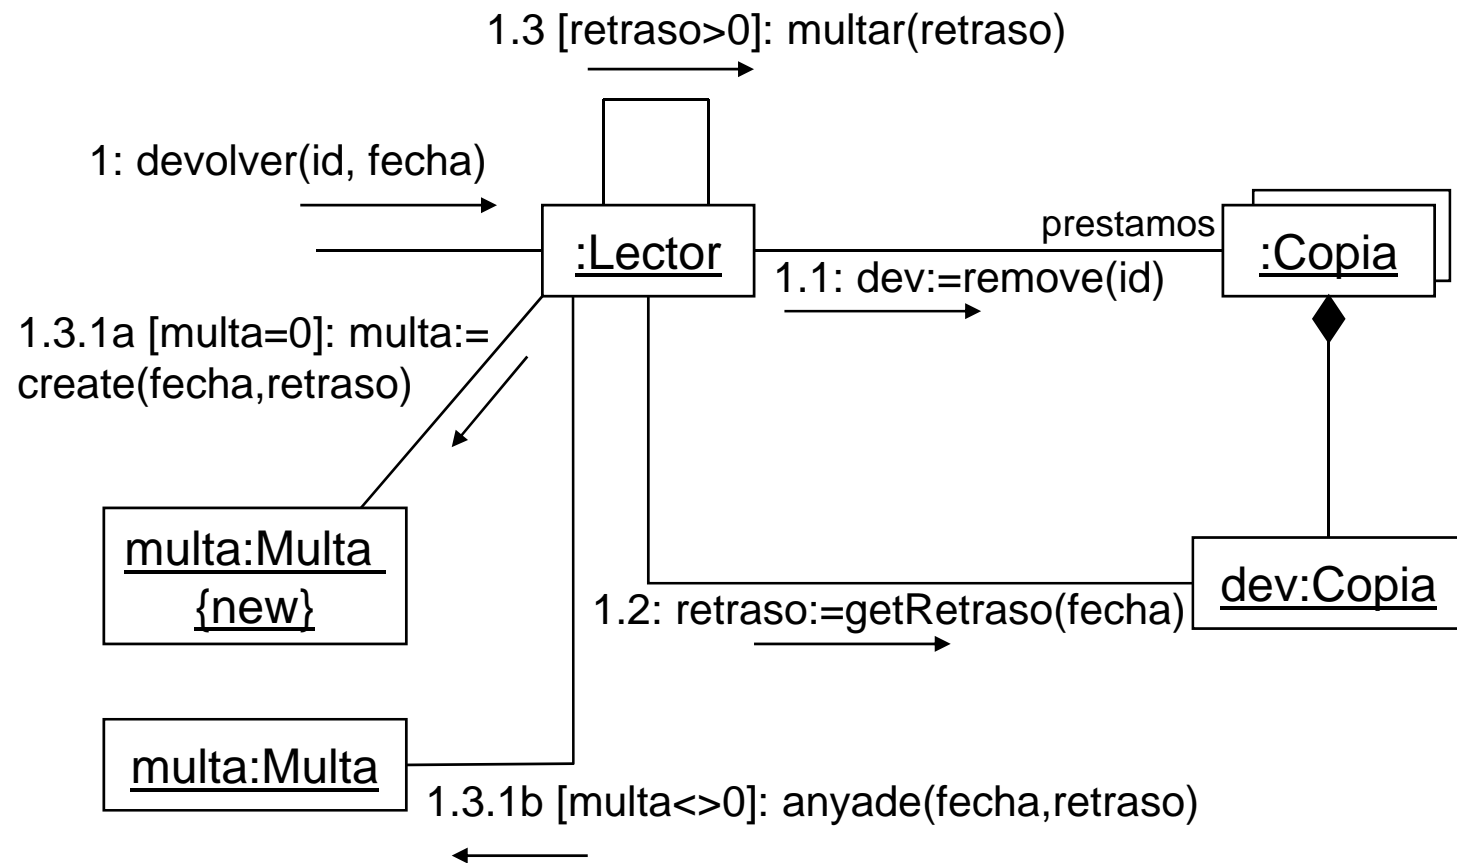 1.3 [retraso>0]: multar(retraso)
1: devolver(id, fecha)
:Lector
prestamos
:Copia
1.1: dev:=remove(id)
1.3.1a [multa=0]: multa:=
create(fecha,retraso)
multa:Multa
{new}
dev:Copia
1.2: retraso:=getRetraso(fecha)
multa:Multa
1.3.1b [multa<>0]: anyade(fecha,retraso)